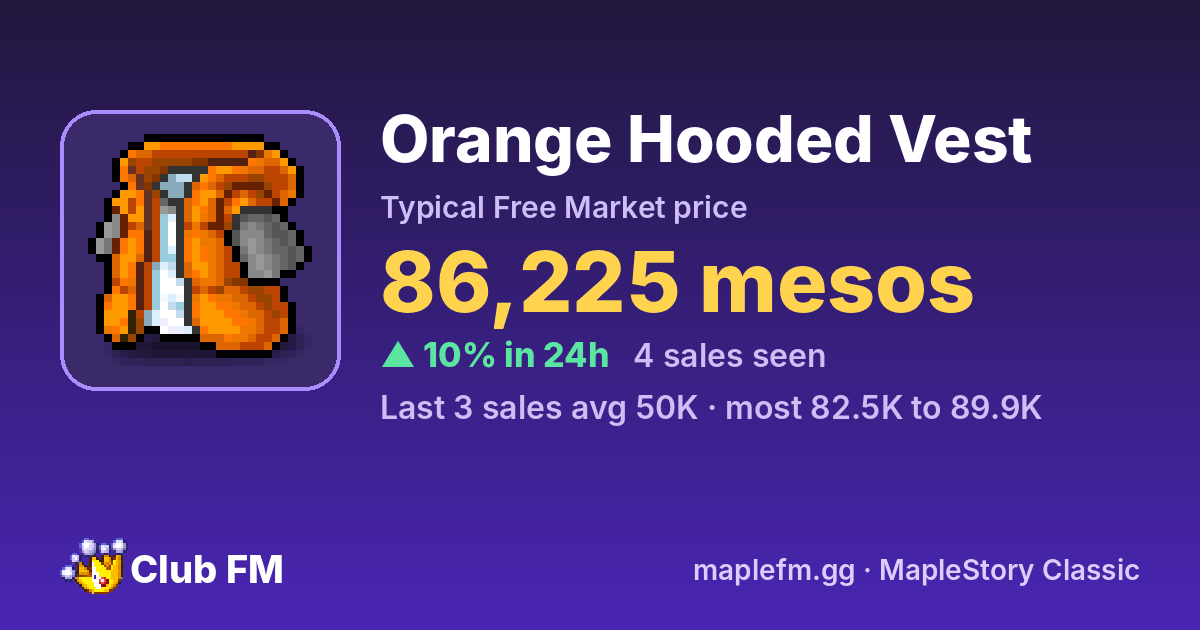 Orange Hooded Vest
Typical Free Market price
86,225 mesos
▲ 10% in 24h 4 sales seen
Last 3 sales avg 50K · most 82.5K to 89.9K
Club FM
maplefm.gg · MapleStory Classic